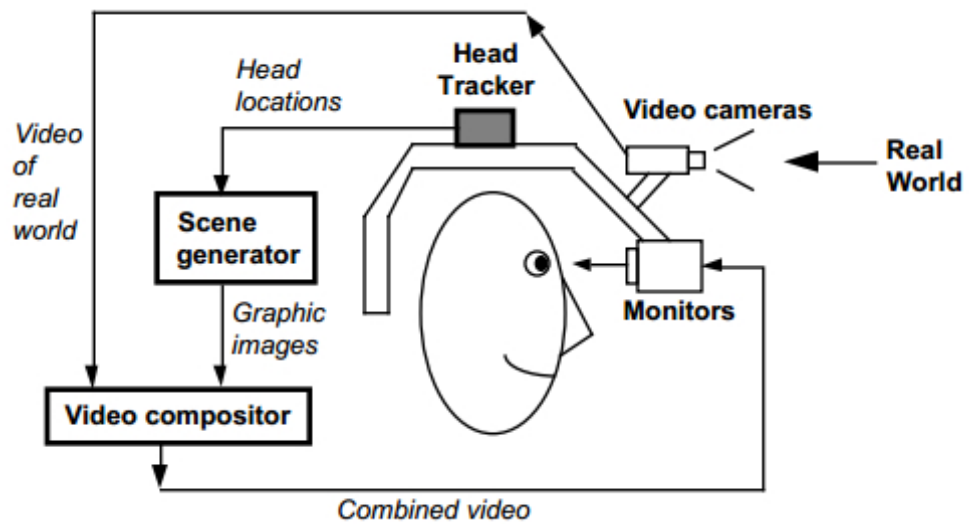 Head
Tracker
Head
locations
Video cameras
Video
of
real
world
Real
World
Scene
generator
Monitors
Graphic
images
Video compositor
Combined video